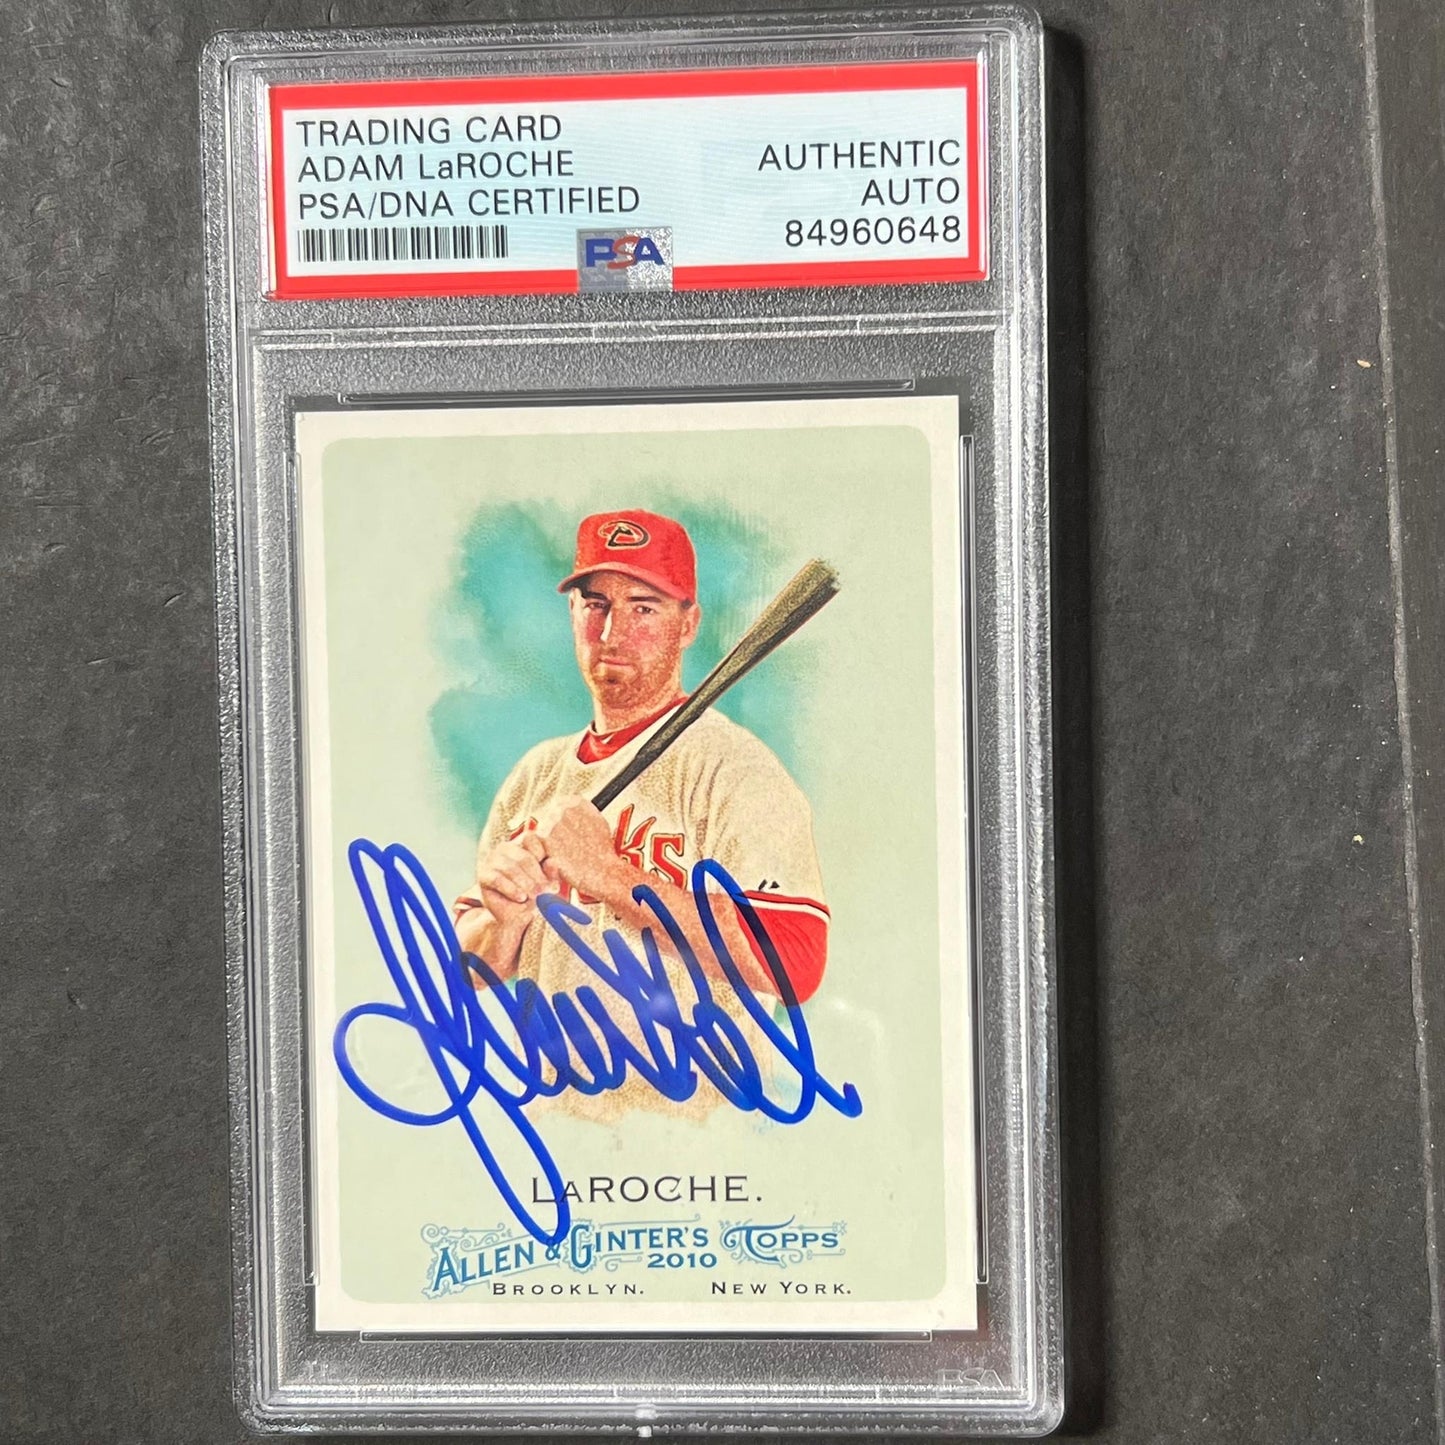 TRADING CARD
ADAM LaROCHE
PSA/DNA CERTIFIED
AUTHENTIC
AUTO
84960648
PSA
D
LAROCHE.
ALLEN & GINTER'S TOPPS
2010
BROOKLYN. NEW YORK.
PSA